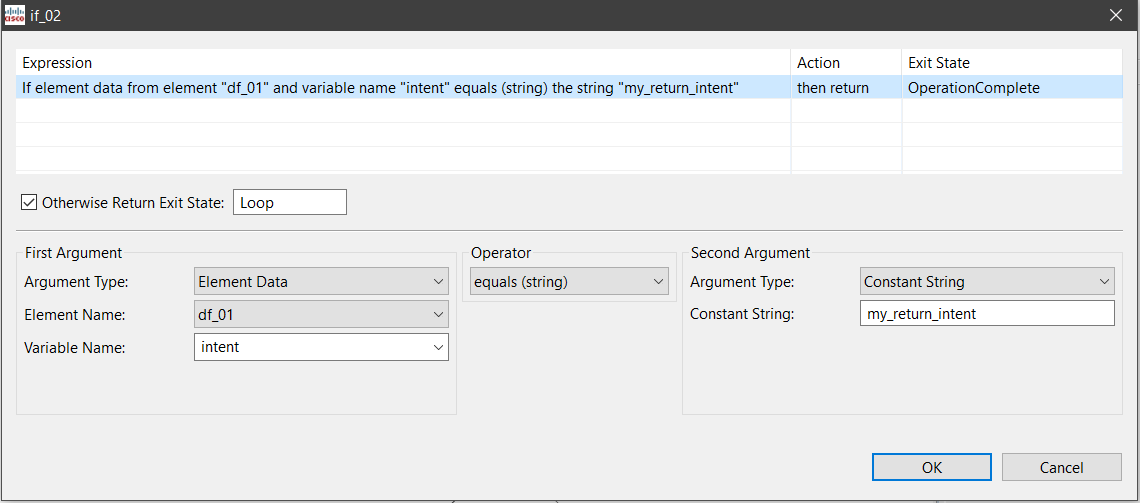 CISCO if_02
Expression Action Exit State
If element data from element "df_01" and variable name "intent" equals (string) the string "my_return_intent" then return OperationComplete
Otherwise Return Exit State: Loop
First Argument Operator Second Argument
Argument Type: Element Data equals (string) Argument Type: Constant String
Element Name: df_01 Constant String: my_return_intent
Variable Name: intent
OK Cancel